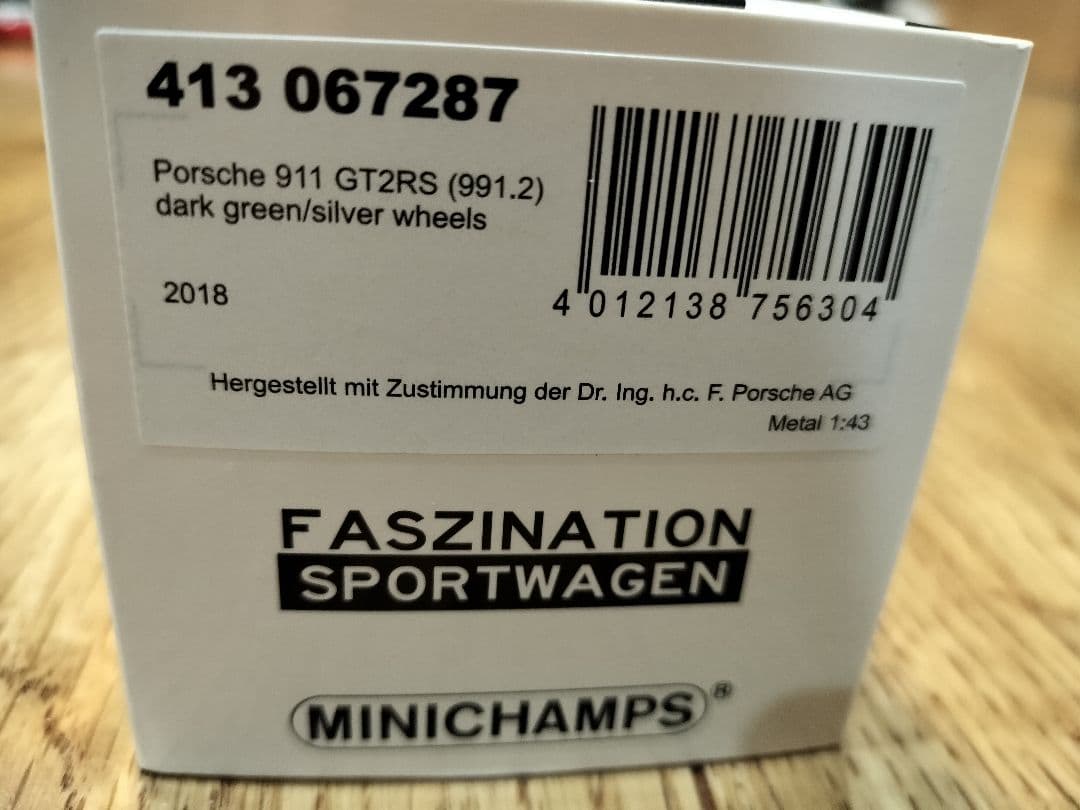 413 067287
Porsche 911 GT2RS (991.2)
dark green/silver wheels
2018
4 012138 756304
Hergestellt mit Zustimmung der Dr. Ing. h.c. F. Porsche AG
Metal 1:43
FASZINATION
SPORTWAGEN
MINICHAMPS®